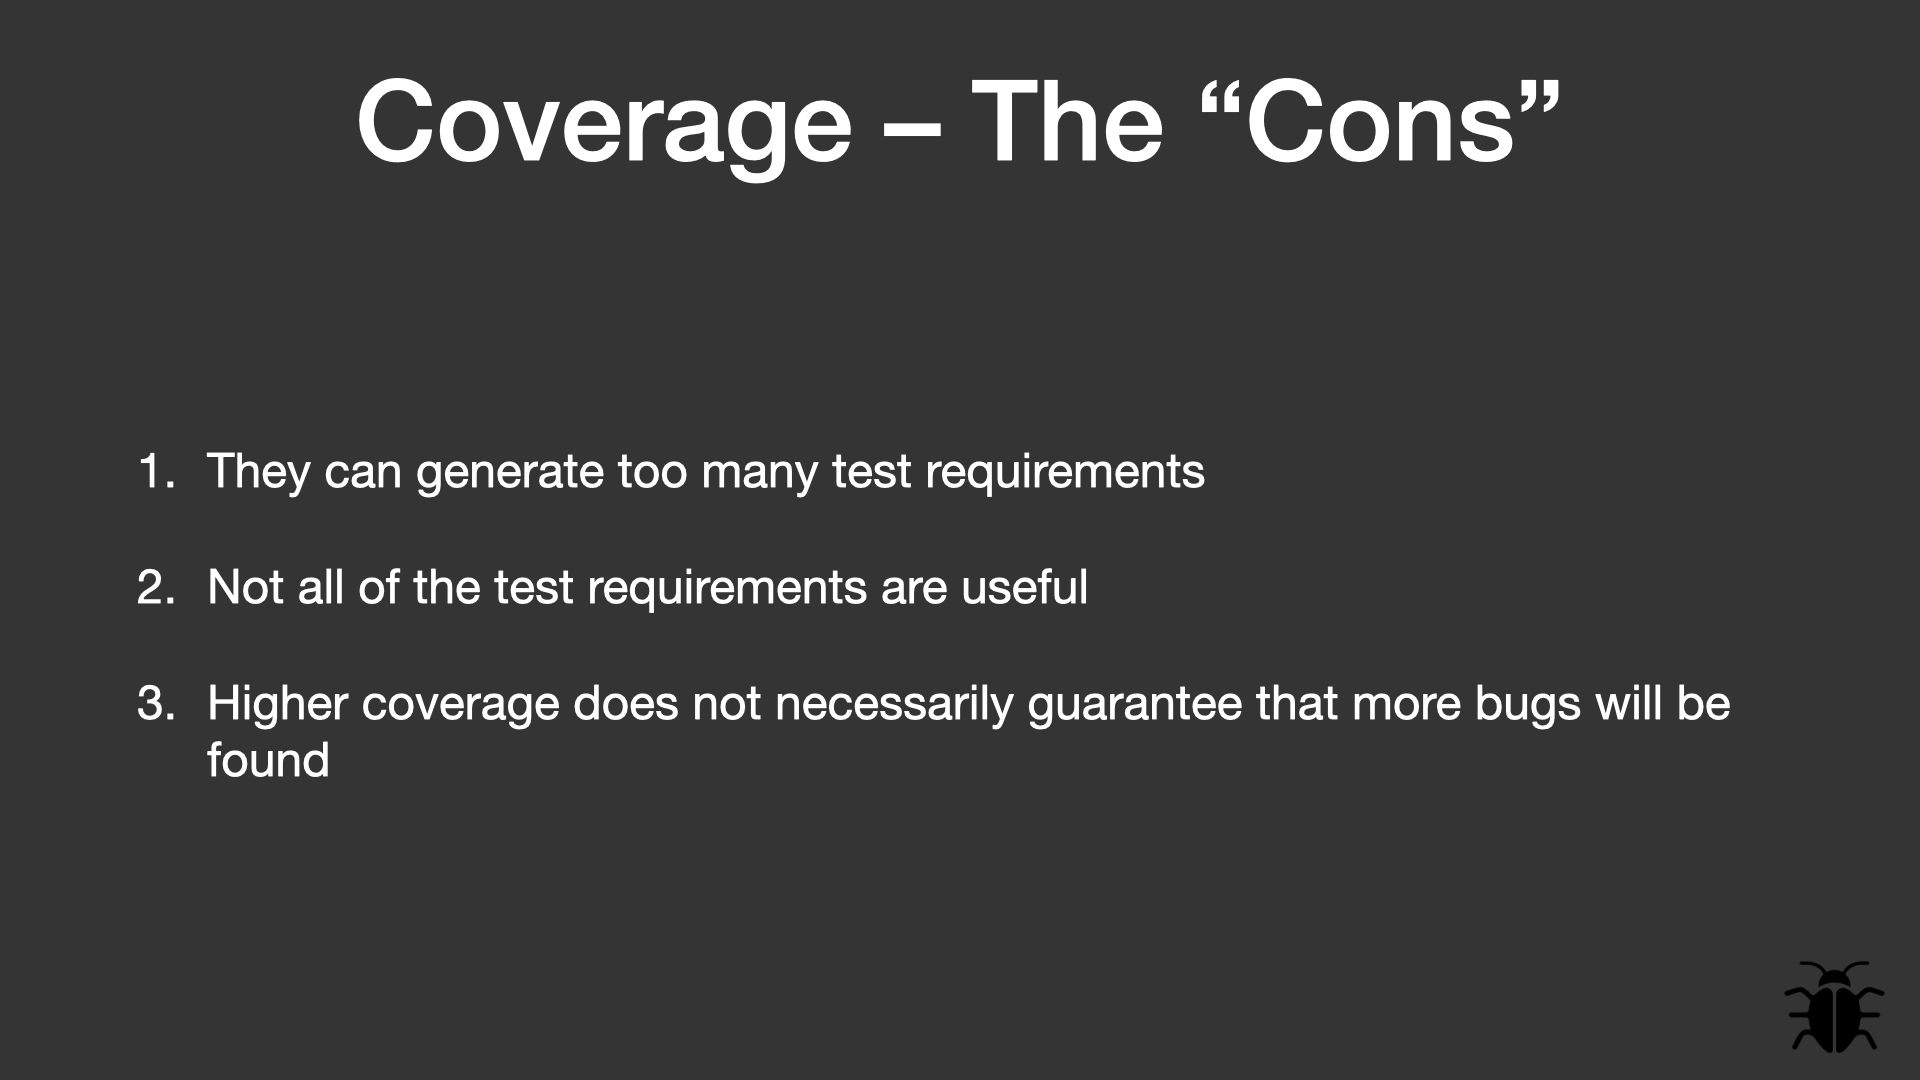 Coverage – The “Cons”
1. They can generate too many test requirements
2. Not all of the test requirements are useful
3. Higher coverage does not necessarily guarantee that more bugs will be
found